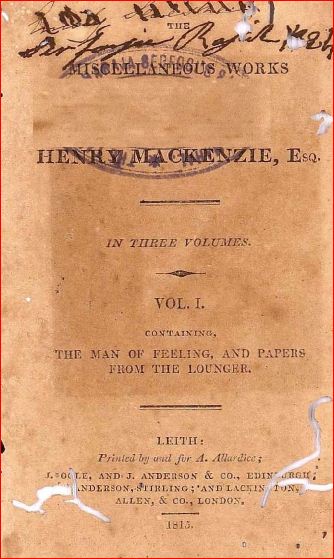 THE
MISCELLANEOUS WORKS
HENRY MACKENZIE, Esq.
IN THREE VOLUMES.
VOL. I.
CONTAINING,
THE MAN OF FEELING, AND PAPERS
FROM THE LOUNGER.
LEITH:
Printed by and for A. Allardice;
J. OGLE, AND J. ANDERSON & CO., EDINBURGH;
ANDERSON, STIRLING; AND LACKINGTON,
ALLEN, & CO., LONDON.
1815.